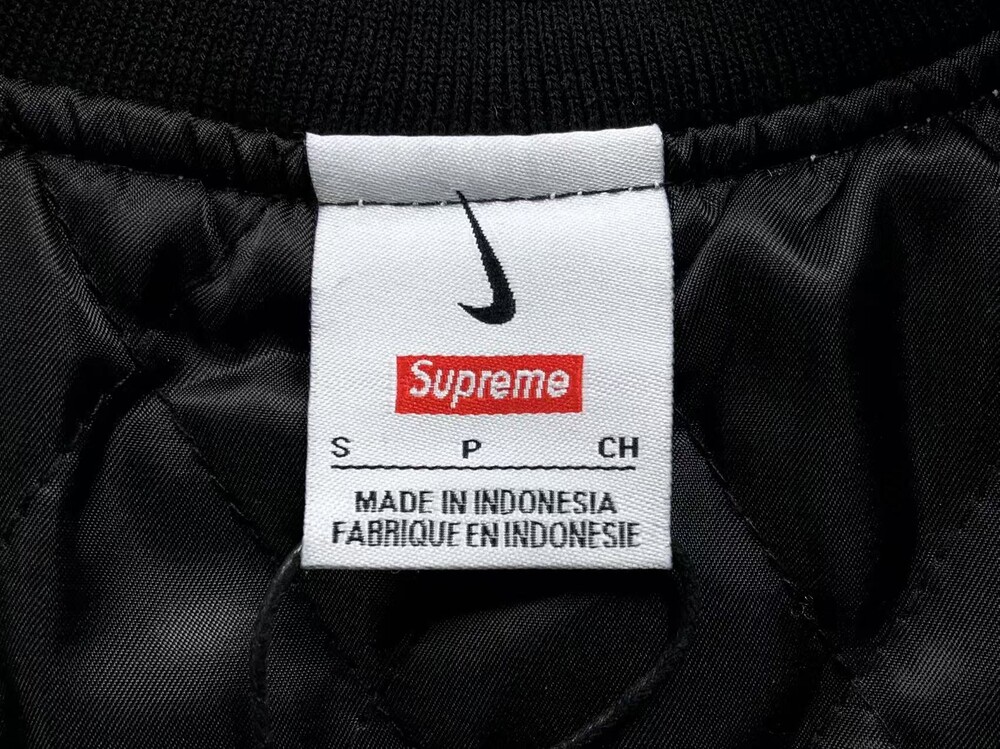 Supreme
S P CH
MADE IN INDONESIA
FABRIQUE EN INDONESIE